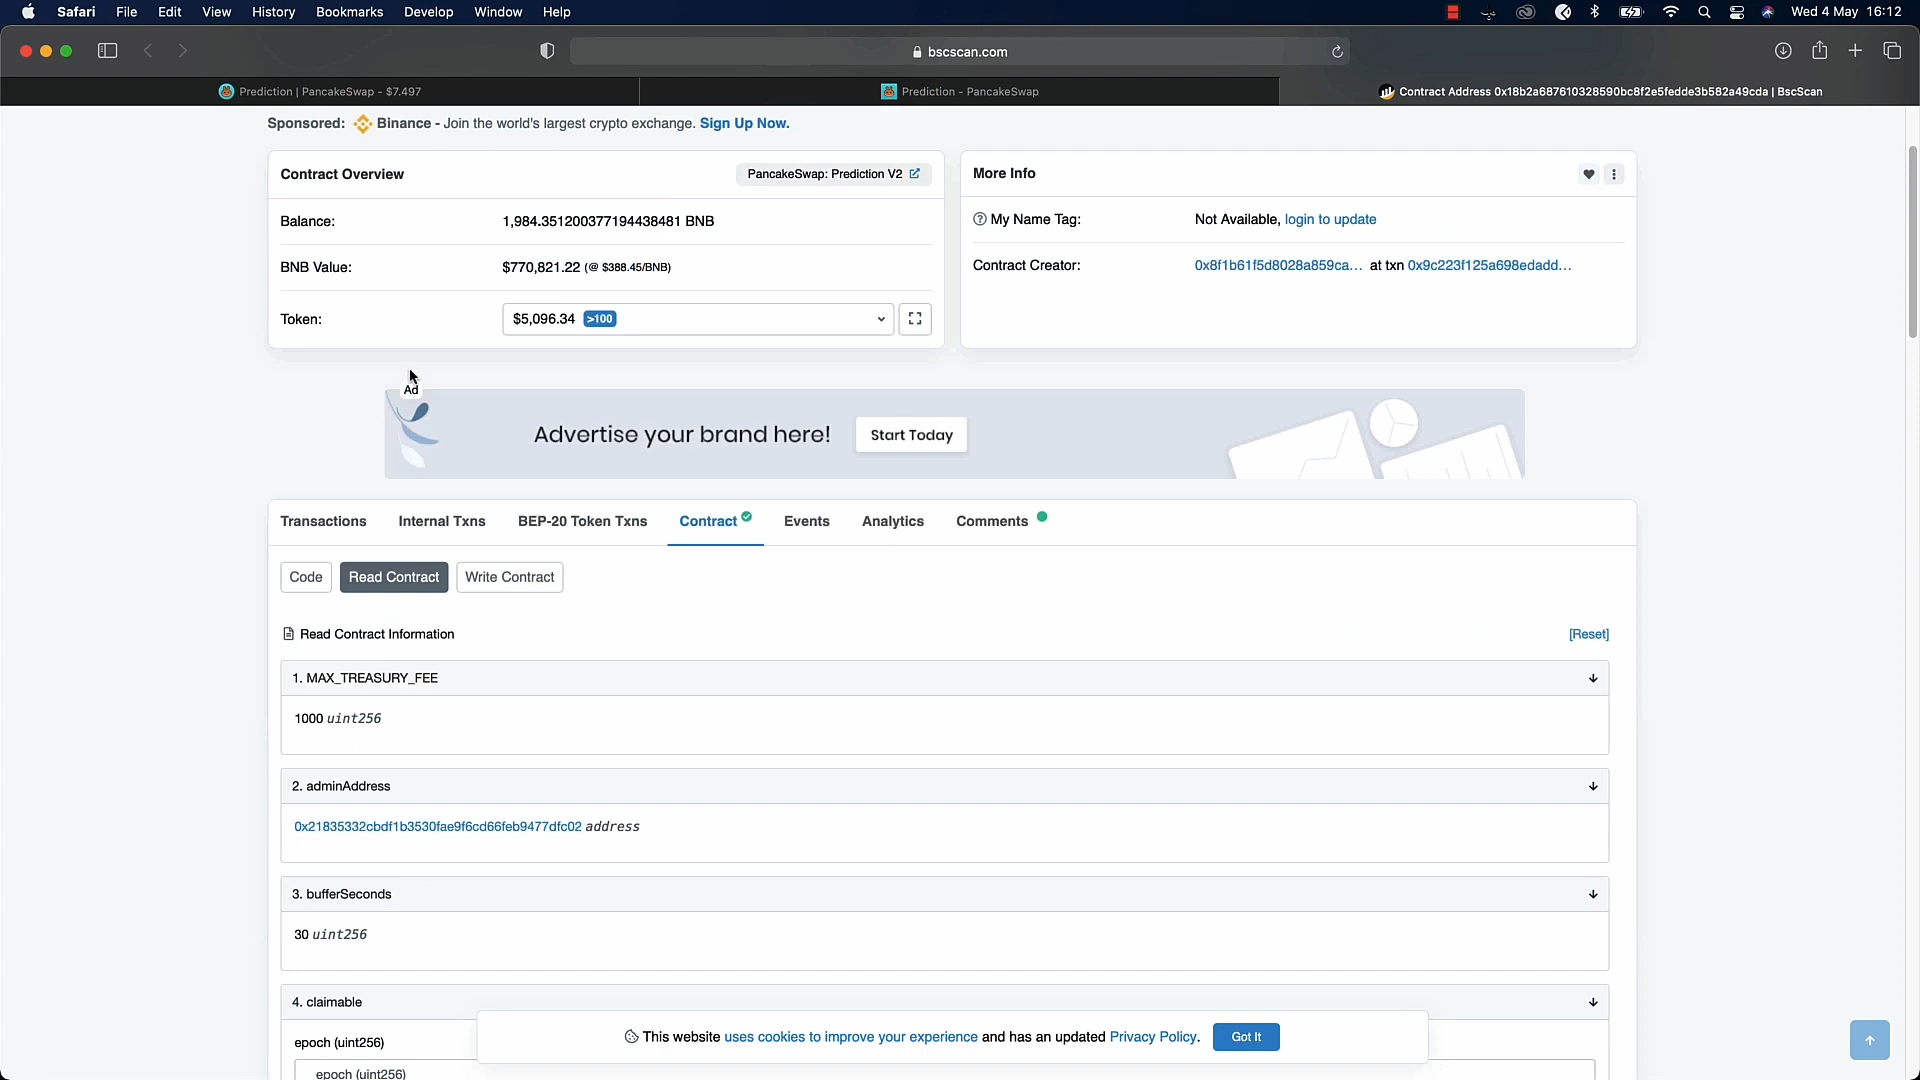 Safari File Edit View History Bookmarks Develop Window Help
Wed 4 May 16:12
bscscan.com
Prediction | PancakeSwap - $7.497
Prediction - PancakeSwap
Contract Address 0x18b2a687610328590bc8f2e5fedde3b582a49cda | BscScan
Sponsored: Binance - Join the world's largest crypto exchange. Sign Up Now.
Contract Overview
PancakeSwap: Prediction V2
Balance:
1,984.351200377194438481 BNB
BNB Value:
$770,821.22 (@ $388.45/BNB)
Token:
$5,096.34 >100
More Info
My Name Tag:
Not Available, login to update
Contract Creator:
0x8f1b61f5d8028a859ca... at txn 0x9c223f125a698edadd...
Ad
Advertise your brand here!
Start Today
Transactions Internal Txns BEP-20 Token Txns Contract Events Analytics Comments
Code Read Contract Write Contract
Read Contract Information
[Reset]
1. MAX_TREASURY_FEE
1000 uint256
2. adminAddress
0x21835332cbdf1b3530fae9f6cd66feb9477dfc02 address
3. bufferSeconds
30 uint256
4. claimable
epoch (uint256)
epoch (uint256)
This website uses cookies to improve your experience and has an updated Privacy Policy.
Got It